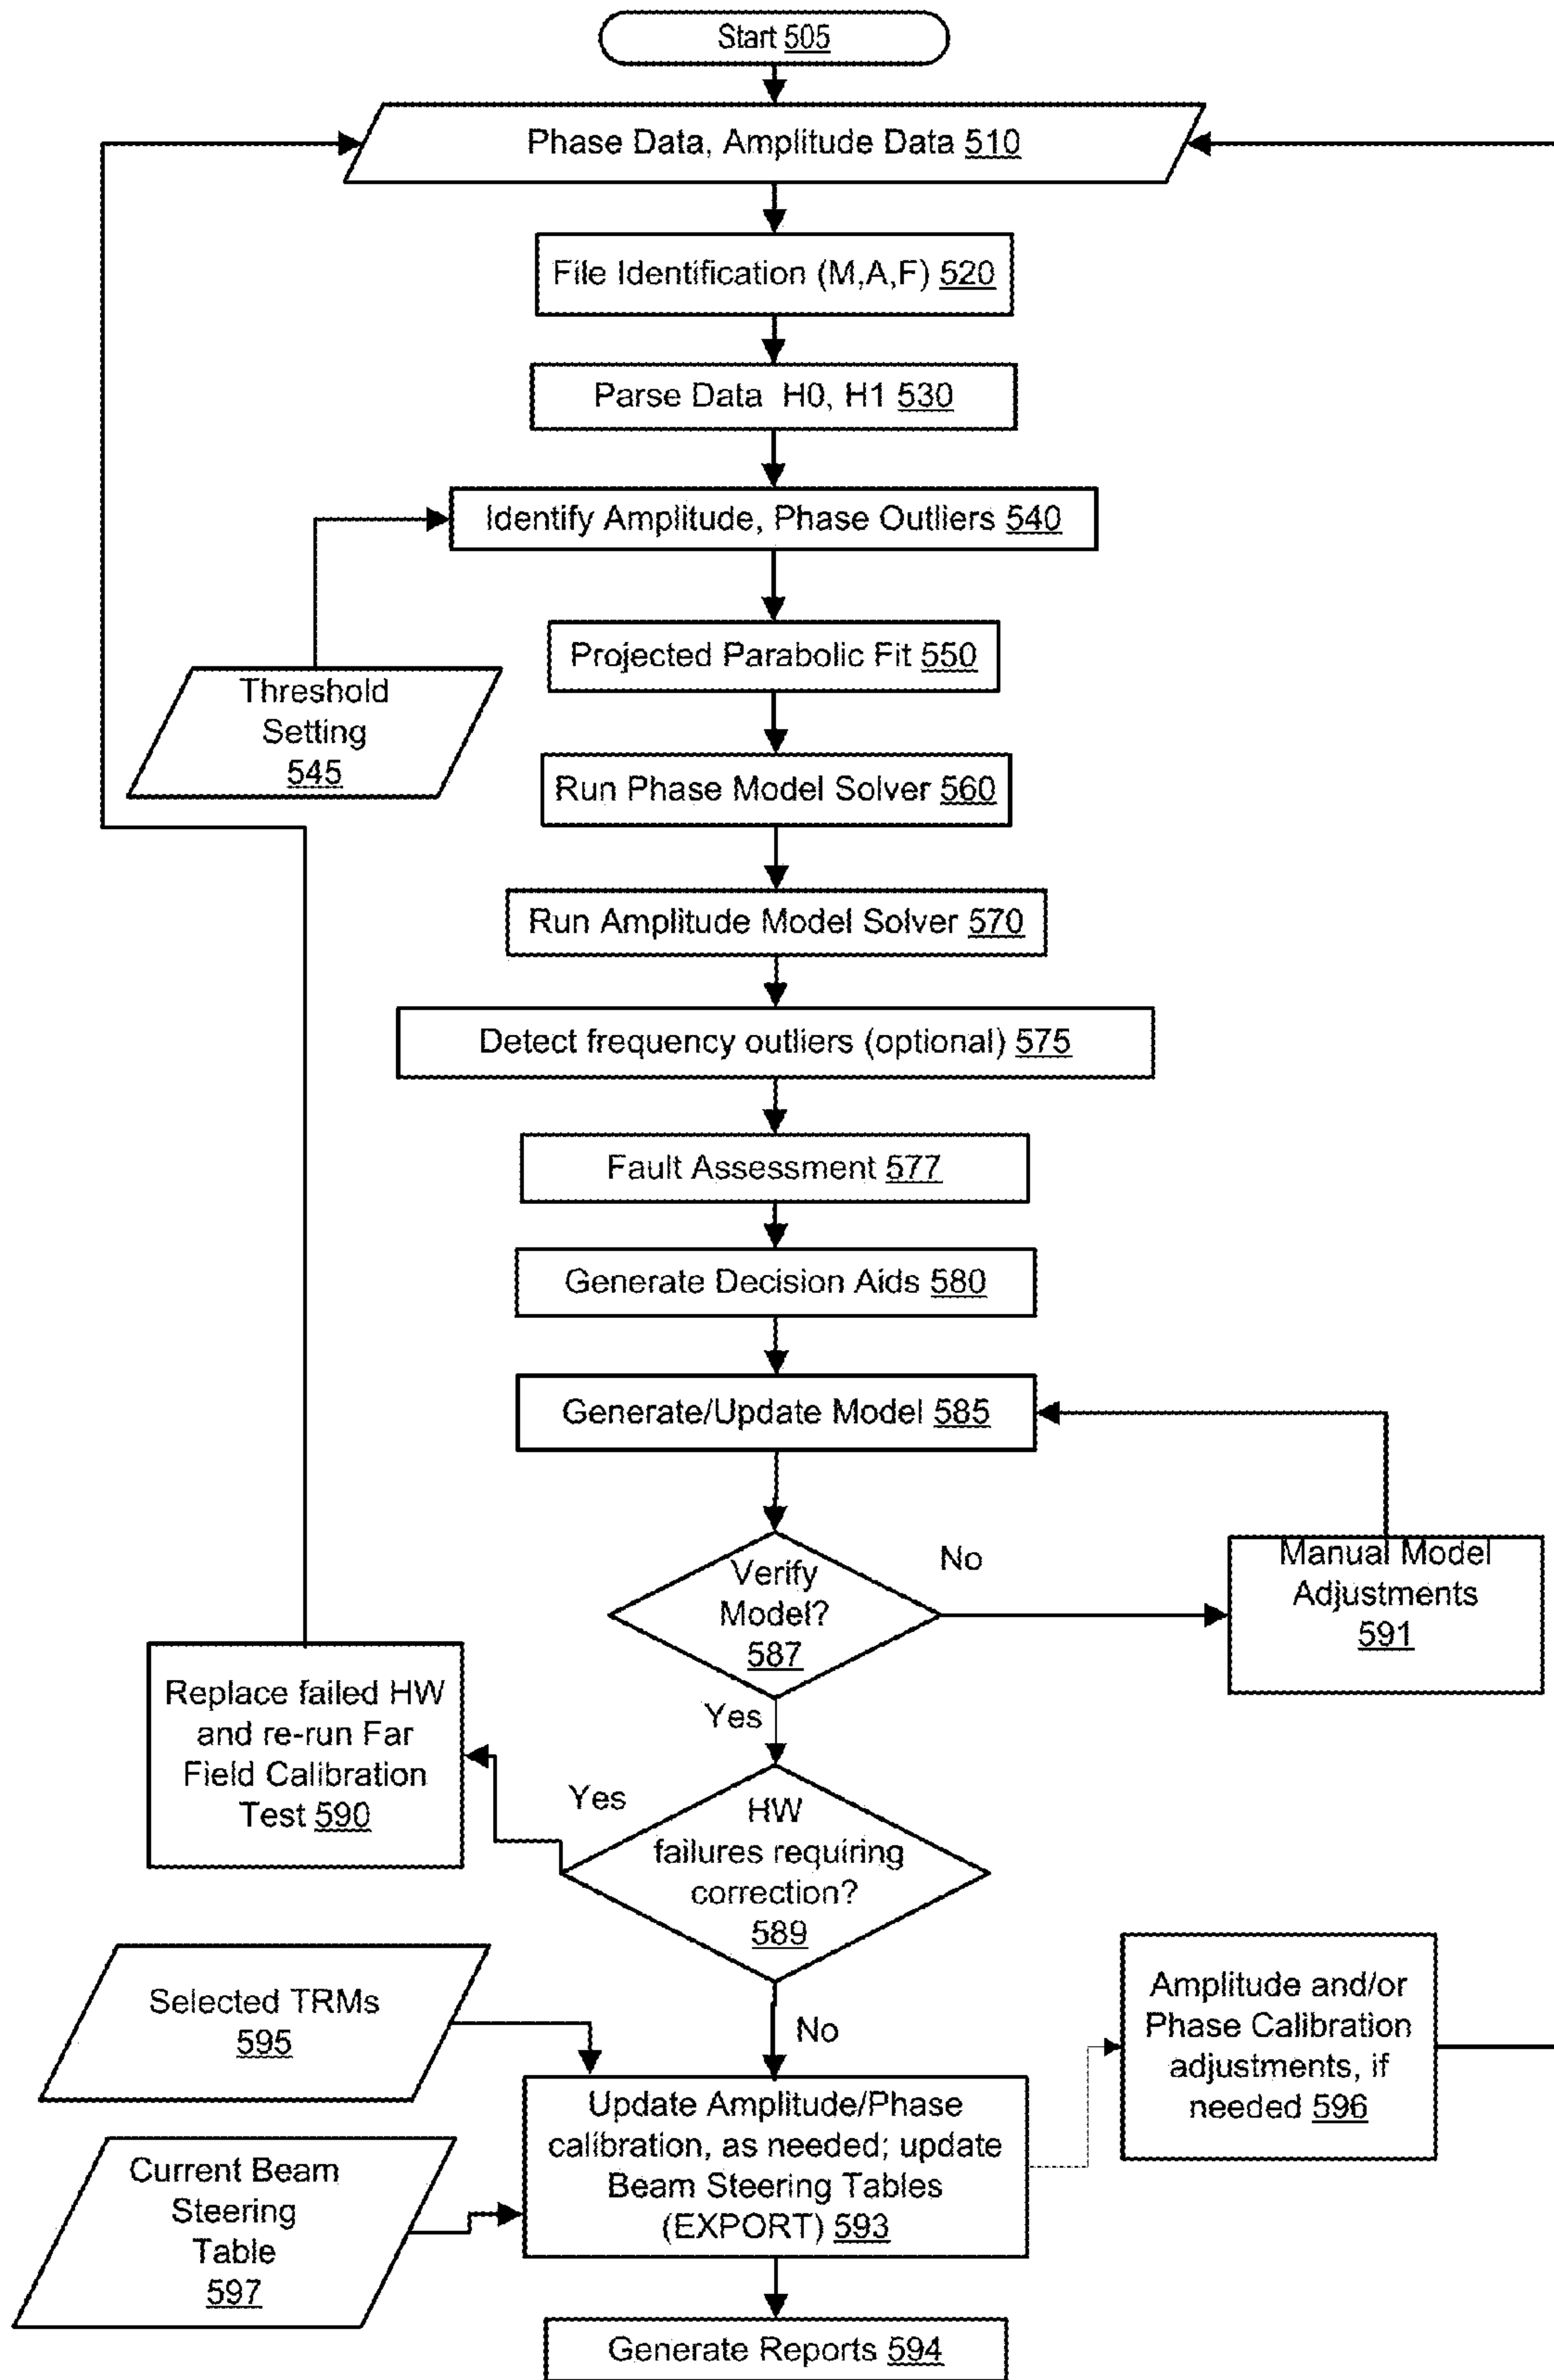 Start 505
Phase Data, Amplitude Data 510
File Identification (M,A,F) 520
Parse Data H0, H1 530
Identify Amplitude, Phase Outliers 540
Projected Parabolic Fit 550
Threshold
Setting
545
Run Phase Model Solver 560
Run Amplitude Model Solver 570
Detect frequency outliers (optional) 575
Fault Assessment 577
Generate Decision Aids 580
Generate/Update Model 585
Verify
Model?
587
No
Manual Model
Adjustments
591
Yes
Replace failed HW
and re-run Far
Field Calibration
Test 590
Yes
HW
failures requiring
correction?
589
Selected TRMs
595
No
Amplitude and/or
Phase Calibration
adjustments, if
needed 596
Update Amplitude/Phase
calibration, as needed; update
Beam Steering Tables
(EXPORT) 593
Current Beam
Steering
Table
597
Generate Reports 594